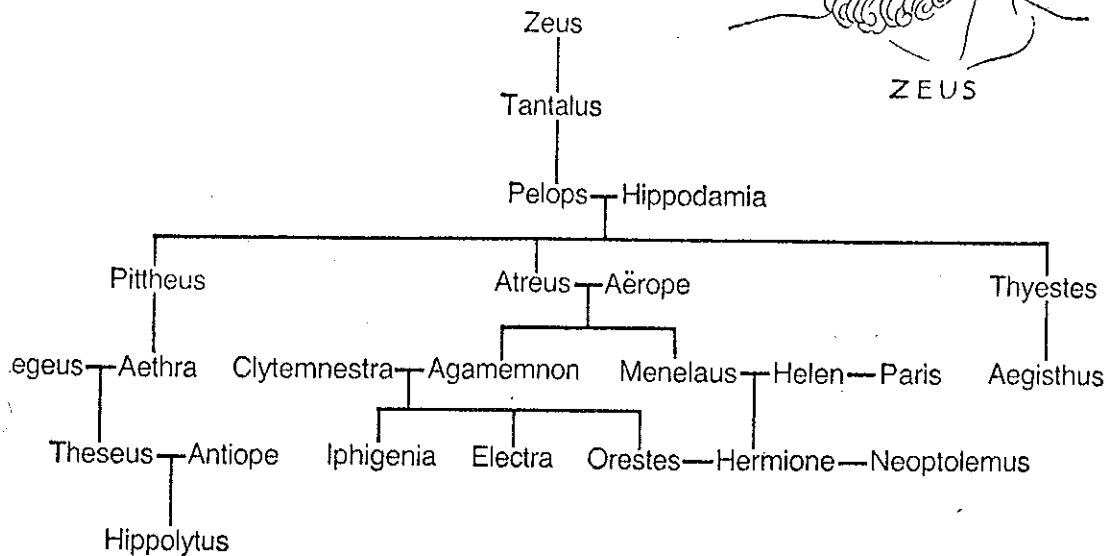 Zeus
ZEUS
Tantalus
Pelops Hippodamia
Pittheus Atreus Aërope Thyestes
egeus Aethra Clytemnestra Agamemnon Menelaus Helen Paris Aegisthus
Theseus Antiope Iphigenia Electra Orestes Hermione Neoptolemus
Hippolytus